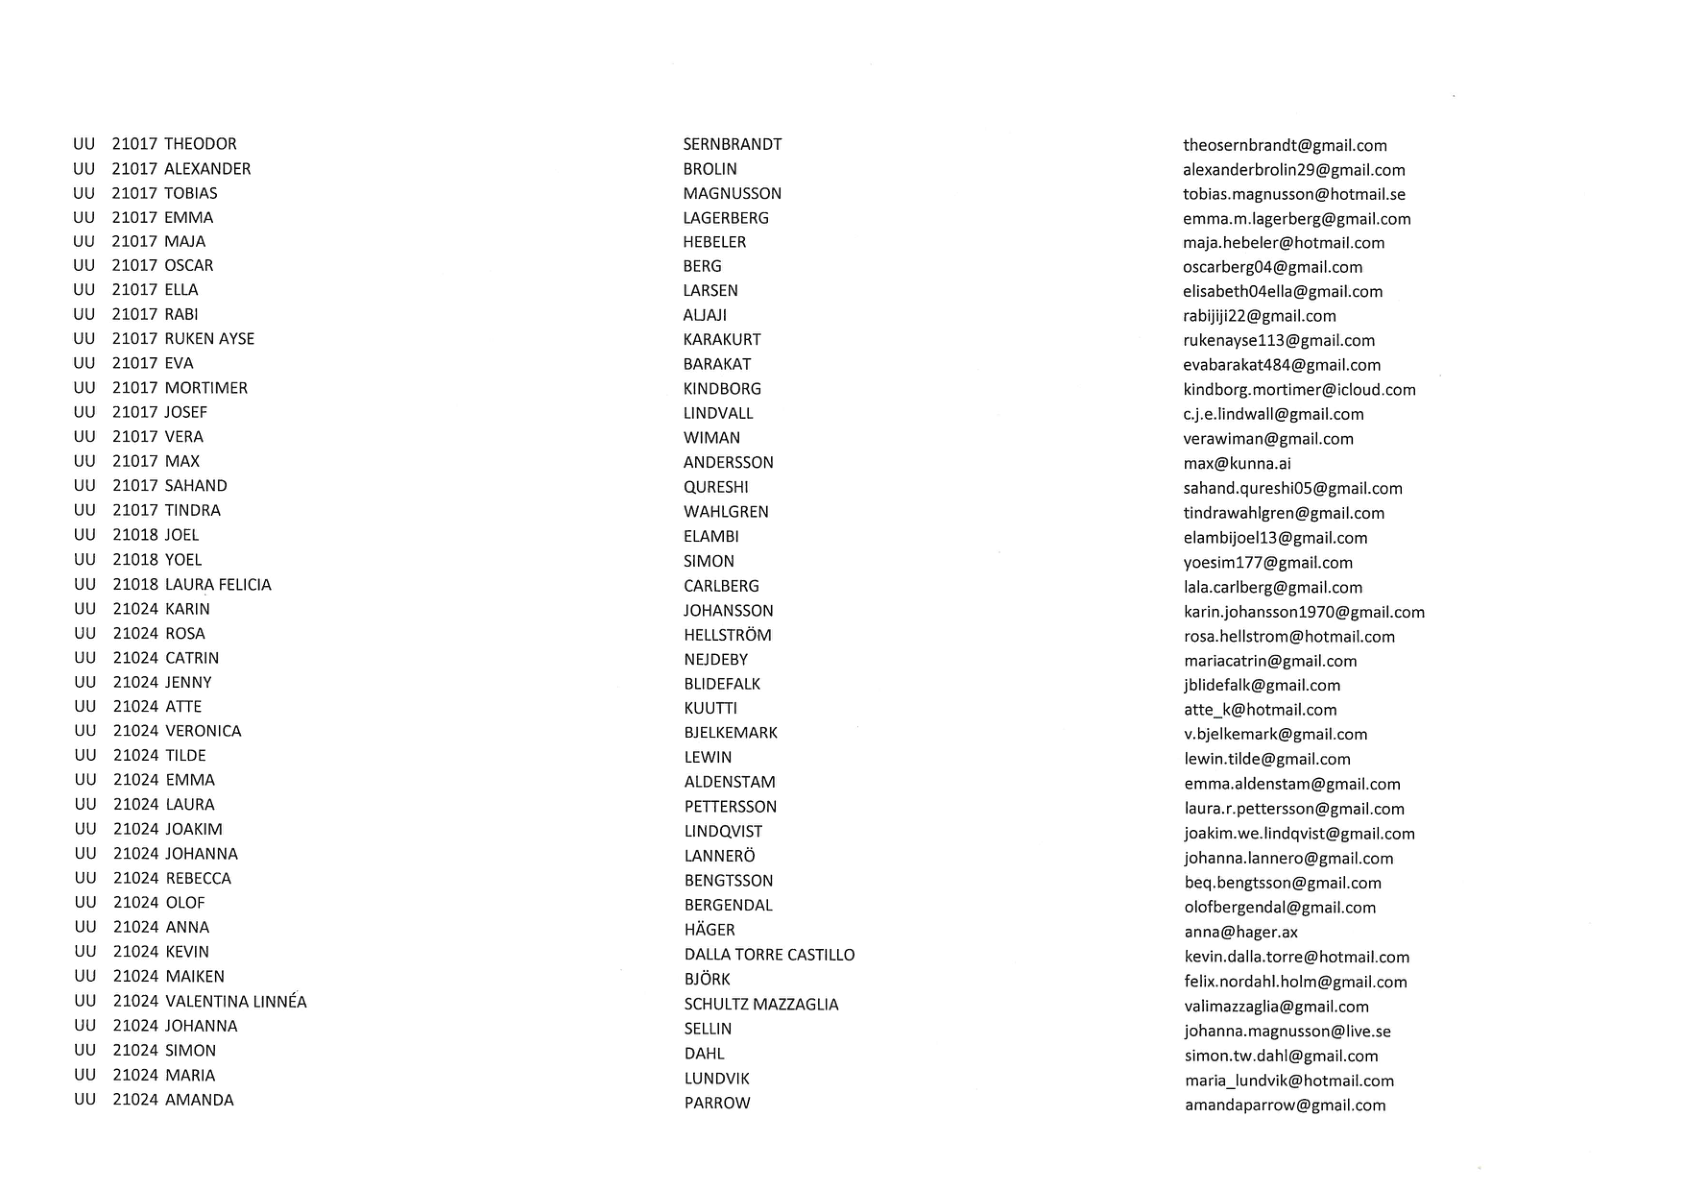 UU 21017 THEODOR SERNBRANDT theosernbrandt@gmail.com
UU 21017 ALEXANDER BROLIN alexanderbrolin29@gmail.com
UU 21017 TOBIAS MAGNUSSON tobias.magnusson@hotmail.se
UU 21017 EMMA LAGERBERG emma.m.lagerberg@gmail.com
UU 21017 MAJA HEBELER maja.hebeler@hotmail.com
UU 21017 OSCAR BERG oscarberg04@gmail.com
UU 21017 ELLA LARSEN elisabeth04ella@gmail.com
UU 21017 RABI ALJAJI rabijiji22@gmail.com
UU 21017 RUKEN AYSE KARAKURT rukenayse113@gmail.com
UU 21017 EVA BARAKAT evabarakat484@gmail.com
UU 21017 MORTIMER KINDBORG kindborg.mortimer@icloud.com
UU 21017 JOSEF LINDVALL c.j.e.lindwall@gmail.com
UU 21017 VERA WIMAN verawiman@gmail.com
UU 21017 MAX ANDERSSON max@kunna.ai
UU 21017 SAHAND QURESHI sahand.qureshi05@gmail.com
UU 21017 TINDRA WAHLGREN tindrawahlgren@gmail.com
UU 21018 JOEL ELAMBI elambijoel13@gmail.com
UU 21018 YOEL SIMON yoesim177@gmail.com
UU 21018 LAURA FELICIA CARLBERG lala.carlberg@gmail.com
UU 21024 KARIN JOHANSSON karin.johansson1970@gmail.com
UU 21024 ROSA HELLSTRÖM rosa.hellstrom@hotmail.com
UU 21024 CATRIN NEJDEBY mariacatrin@gmail.com
UU 21024 JENNY BLIDEFALK jblidefalk@gmail.com
UU 21024 ATTE KUUTTI atte_k@hotmail.com
UU 21024 VERONICA BJELKEMARK v.bjelkemark@gmail.com
UU 21024 TILDE LEWIN lewin.tilde@gmail.com
UU 21024 EMMA ALDENSTAM emma.aldenstam@gmail.com
UU 21024 LAURA PETTERSSON laura.r.pettersson@gmail.com
UU 21024 JOAKIM LINDQVIST joakim.we.lindqvist@gmail.com
UU 21024 JOHANNA LANNERÖ johanna.lannero@gmail.com
UU 21024 REBECCA BENGTSSON beq.bengtsson@gmail.com
UU 21024 OLOF BERGENDAL olofbergendal@gmail.com
UU 21024 ANNA HÄGER anna@hager.ax
UU 21024 KEVIN DALLA TORRE CASTILLO kevin.dalla.torre@hotmail.com
UU 21024 MAIKEN BJÖRK felix.nordahl.holm@gmail.com
UU 21024 VALENTINA LINNÉA SCHULTZ MAZZAGLIA valimazzaglia@gmail.com
UU 21024 JOHANNA SELLIN johanna.magnusson@live.se
UU 21024 SIMON DAHL simon.tw.dahl@gmail.com
UU 21024 MARIA LUNDVIK maria_lundvik@hotmail.com
UU 21024 AMANDA PARROW amandaparrow@gmail.com